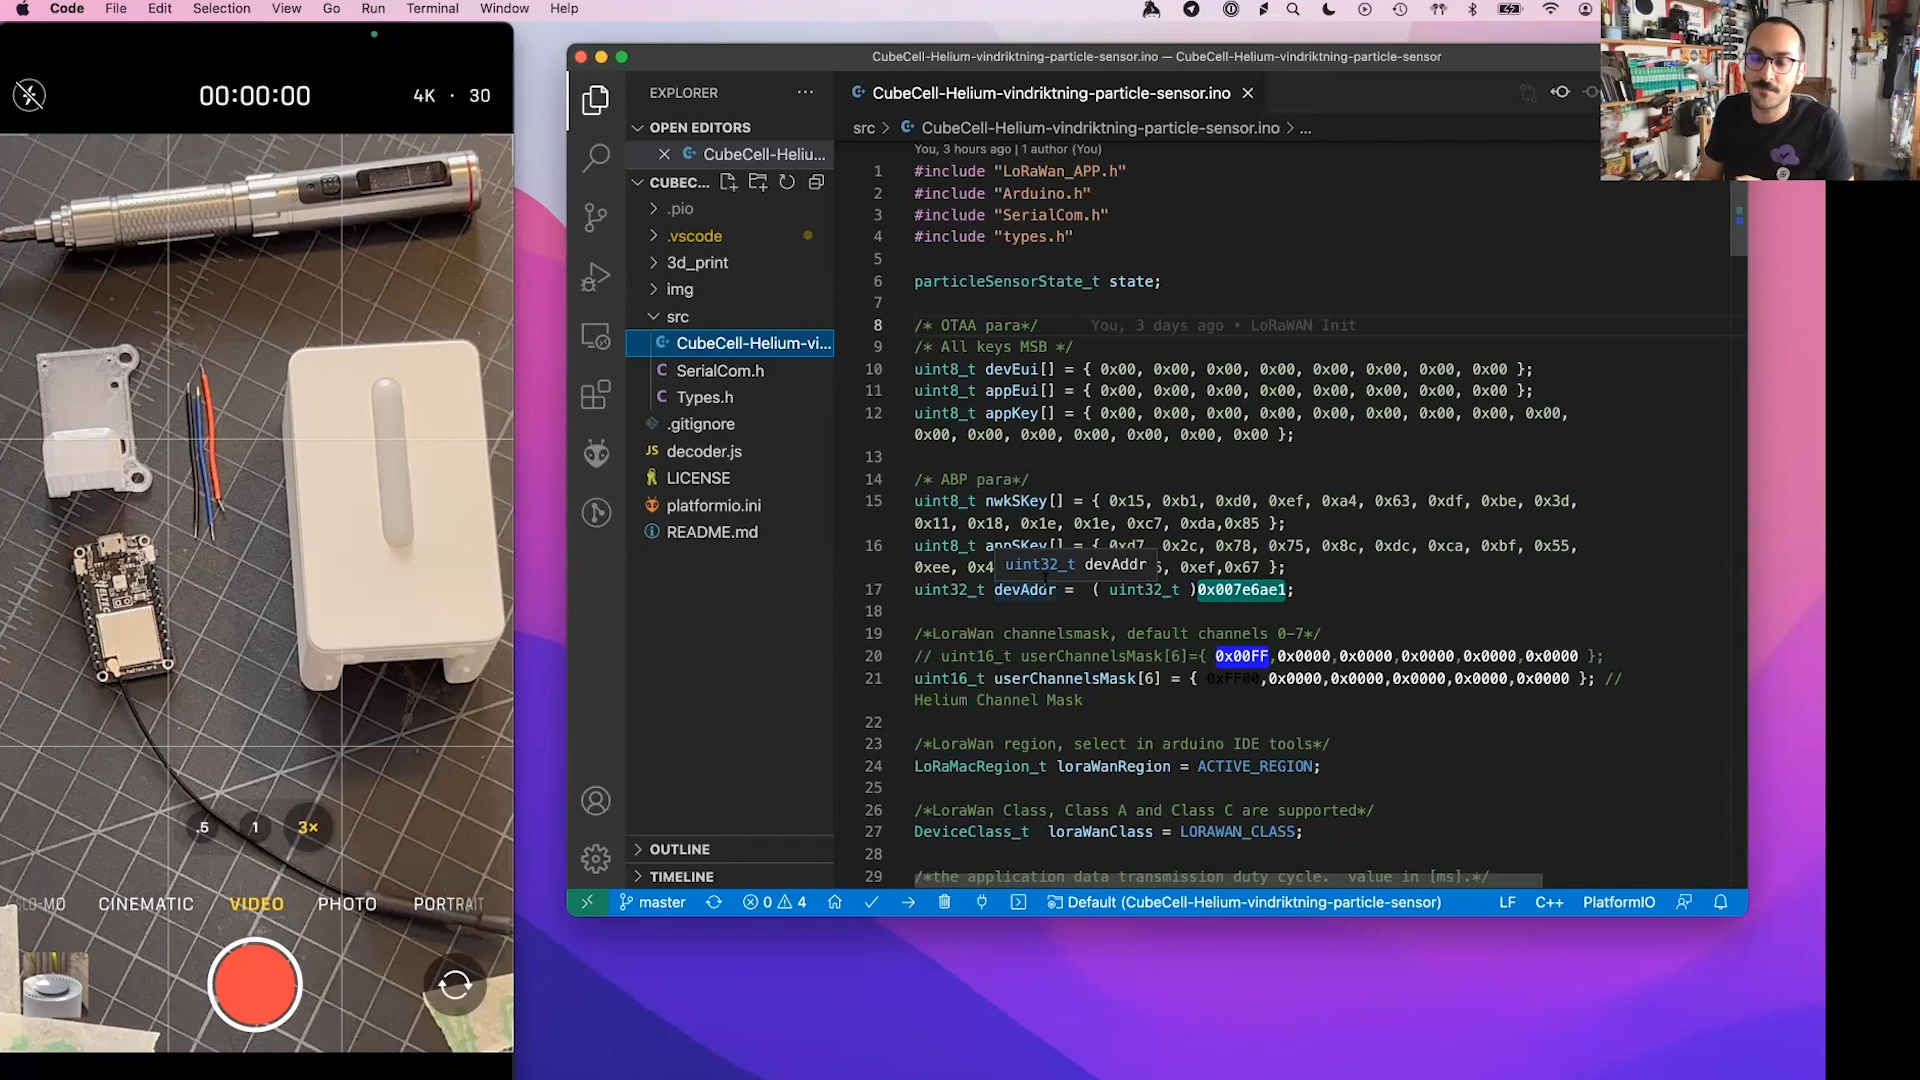 Code File Edit Selection View Go Run Terminal Window Help
00:00:00
4K · 30
.5 1 3×
CINEMATIC VIDEO PHOTO PORTRAIT
CubeCell-Helium-vindriktning-particle-sensor.ino — CubeCell-Helium-vindriktning-particle-sensor
EXPLORER
OPEN EDITORS
CubeCell-Heliu...
CUBEC...
.pio
.vscode
3d_print
img
src
CubeCell-Helium-vi...
SerialCom.h
Types.h
.gitignore
JS decoder.js
LICENSE
platformio.ini
README.md
OUTLINE
TIMELINE
CubeCell-Helium-vindriktning-particle-sensor.ino
src > CubeCell-Helium-vindriktning-particle-sensor.ino > ...
You, 3 hours ago | 1 author (You)
1 #include "LoRaWan_APP.h"
2 #include "Arduino.h"
3 #include "SerialCom.h"
4 #include "types.h"
5
6 particleSensorState_t state;
7
8 /* OTAA para*/ You, 3 days ago • LoRaWAN Init
9 /* All keys MSB */
10 uint8_t devEui[] = { 0x00, 0x00, 0x00, 0x00, 0x00, 0x00, 0x00, 0x00 };
11 uint8_t appEui[] = { 0x00, 0x00, 0x00, 0x00, 0x00, 0x00, 0x00, 0x00 };
12 uint8_t appKey[] = { 0x00, 0x00, 0x00, 0x00, 0x00, 0x00, 0x00, 0x00, 0x00,
0x00, 0x00, 0x00, 0x00, 0x00, 0x00, 0x00 };
13
14 /* ABP para*/
15 uint8_t nwkSKey[] = { 0x15, 0xb1, 0xd0, 0xef, 0xa4, 0x63, 0xdf, 0xbe, 0x3d,
0x11, 0x18, 0x1e, 0x1e, 0xc7, 0xda,0x85 };
16 uint8_t appSKey[] = { 0xd7, 0x2c, 0x78, 0x75, 0x8c, 0xdc, 0xca, 0xbf, 0x55,
0xee, 0x4 uint32_t devAddr 5, 0xef,0x67 };
17 uint32_t devAddr = ( uint32_t )0x007e6ae1;
18
19 /*LoraWan channelsmask, default channels 0-7*/
20 // uint16_t userChannelsMask[6]={ 0x00FF,0x0000,0x0000,0x0000,0x0000,0x0000 };
21 uint16_t userChannelsMask[6] = { 0xFF00,0x0000,0x0000,0x0000,0x0000,0x0000 }; //
Helium Channel Mask
22
23 /*LoraWan region, select in arduino IDE tools*/
24 LoRaMacRegion_t loraWanRegion = ACTIVE_REGION;
25
26 /*LoraWan Class, Class A and Class C are supported*/
27 DeviceClass_t loraWanClass = LORAWAN_CLASS;
28
29 /*the application data transmission duty cycle. value in [ms].*/
master 0 4 Default (CubeCell-Helium-vindriktning-particle-sensor) LF C++ PlatformIO